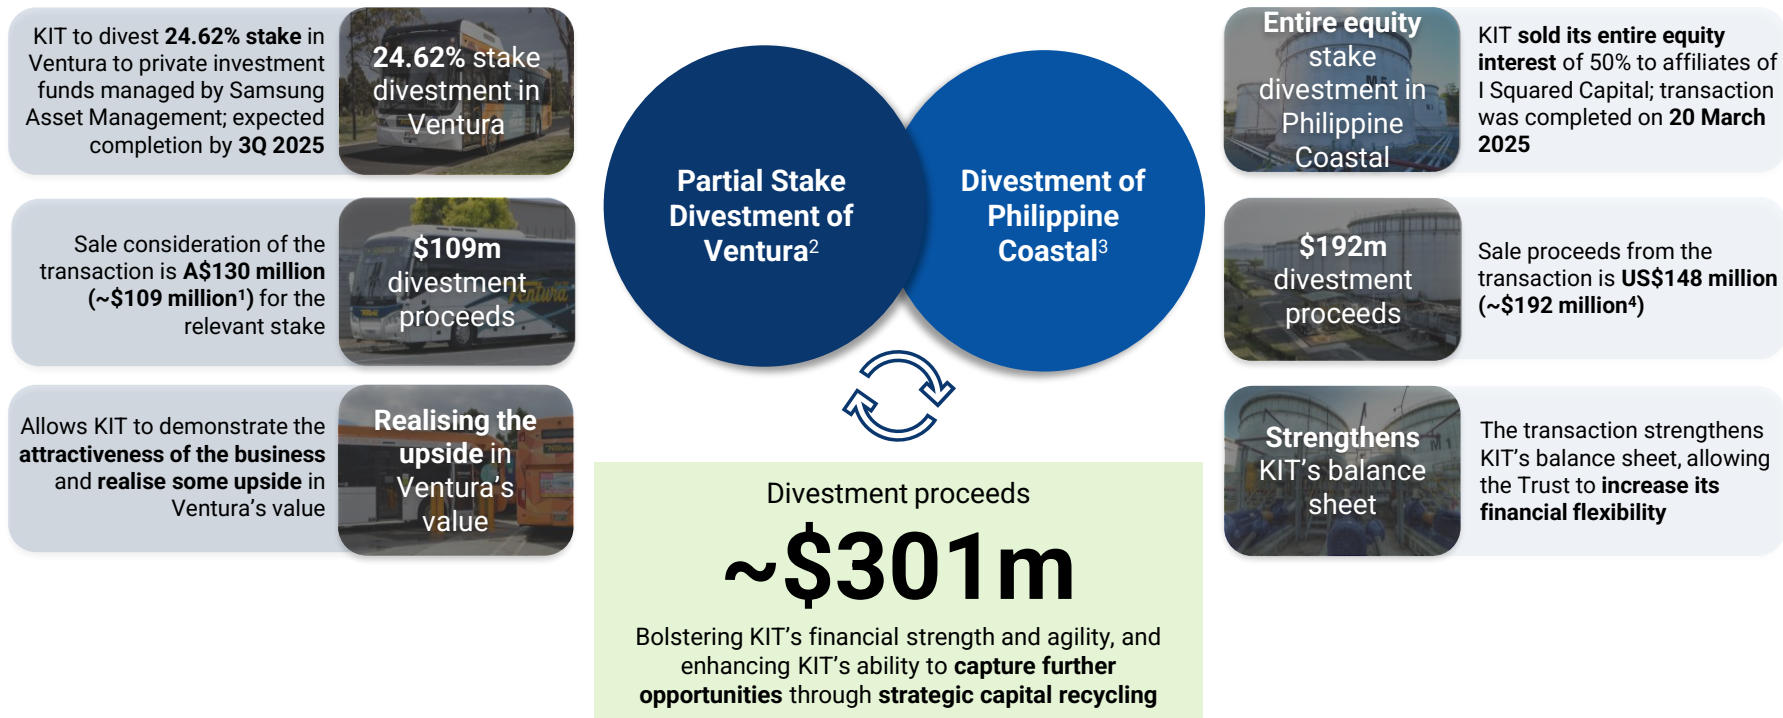 KIT to divest 24.62% stake in
Ventura to private investment
funds managed by Samsung
Asset Management; expected
completion by 3Q 2025
24.62% stake
divestment in
Ventura
Sale consideration of the
transaction is A$130 million
(~$109 million¹) for the
relevant stake
$109m
divestment
proceeds
Ventura
Allows KIT to demonstrate the
attractiveness of the business
and realise some upside in
Ventura’s value
Realising the
upside in
Ventura’s
value
Partial Stake
Divestment of
Ventura²
Divestment of
Philippine
Coastal³
Divestment proceeds
~$301m
Bolstering KIT’s financial strength and agility, and
enhancing KIT’s ability to capture further
opportunities through strategic capital recycling
Entire equity
stake
divestment in
Philippine
Coastal
KIT sold its entire equity
interest of 50% to affiliates of
I Squared Capital; transaction
was completed on 20 March
2025
$192m
divestment
proceeds
Sale proceeds from the
transaction is US$148 million
(~$192 million⁴)
Strengthens
KIT’s balance
sheet
The transaction strengthens
KIT’s balance sheet, allowing
the Trust to increase its
financial flexibility